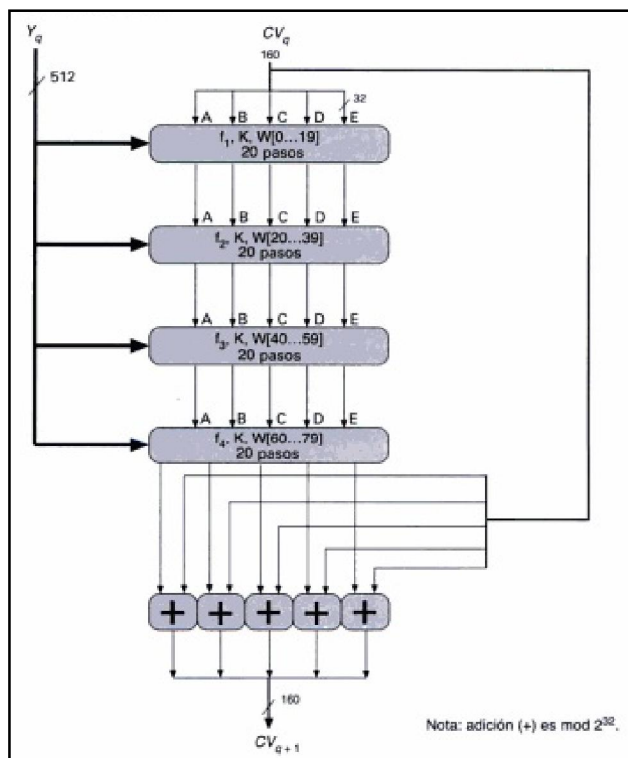 Y_q
CV_q
160
512
32
A B C D E
f₁, K, W[0...19]
20 pasos
A B C D E
f₂, K, W[20...39]
20 pasos
A B C D E
f₃, K, W[40...59]
20 pasos
A B C D E
f₄, K, W[60...79]
20 pasos
+ + + + +
160
CV_{q+1}
Nota: adición (+) es mod 2³².